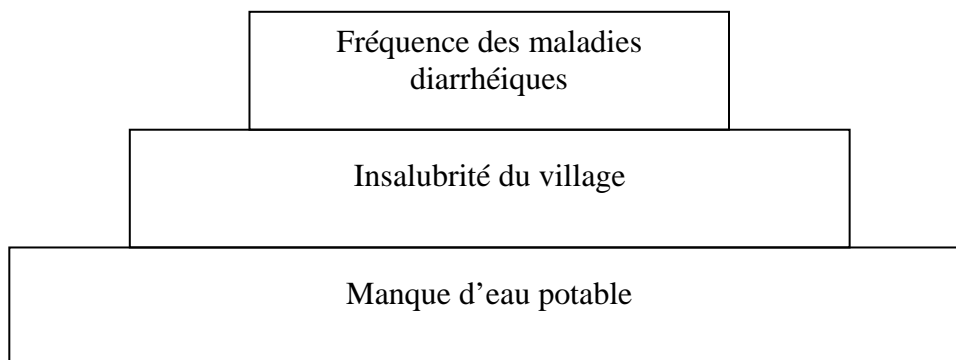 Fréquence des maladies
diarrhéiques
Insalubrité du village
Manque d’eau potable